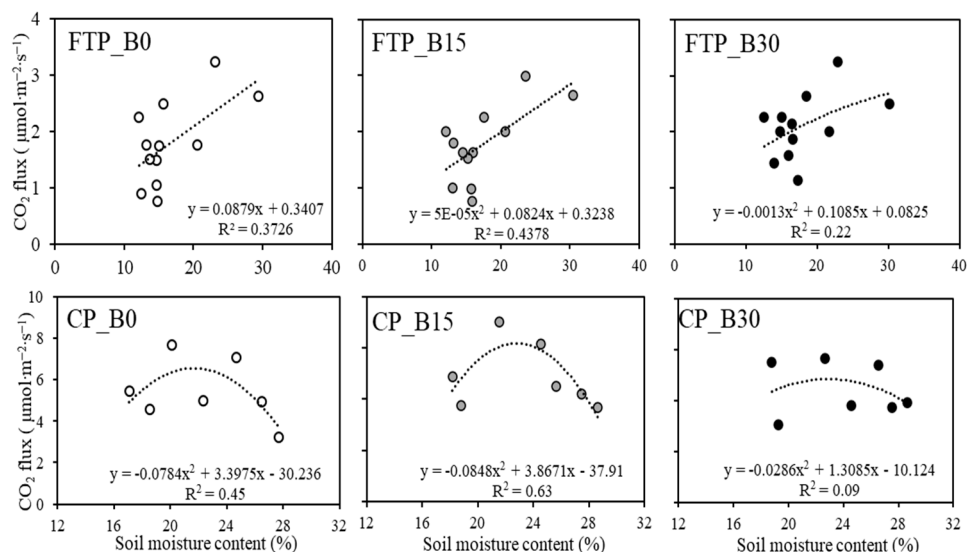 4
3
2
1
0
CO₂ flux ( μmol·m⁻²·s⁻¹)
FTP_B0
y = 0.0879x + 0.3407
R² = 0.3726
0 10 20 30 40
FTP_B15
y = 5E-05x² + 0.0824x + 0.3238
R² = 0.4378
0 10 20 30 40
FTP_B30
y = -0.0013x² + 0.1085x + 0.0825
R² = 0.22
0 10 20 30 40
10
8
6
4
2
0
CO₂ flux ( μmol·m⁻²·s⁻¹)
CP_B0
y = -0.0784x² + 3.3975x - 30.236
R² = 0.45
12 16 20 24 28 32
Soil moisture content (%)
CP_B15
y = -0.0848x² + 3.8671x - 37.91
R² = 0.63
12 16 20 24 28 32
Soil moisture content (%)
CP_B30
y = -0.0286x² + 1.3085x - 10.124
R² = 0.09
12 16 20 24 28 32
Soil moisture content (%)